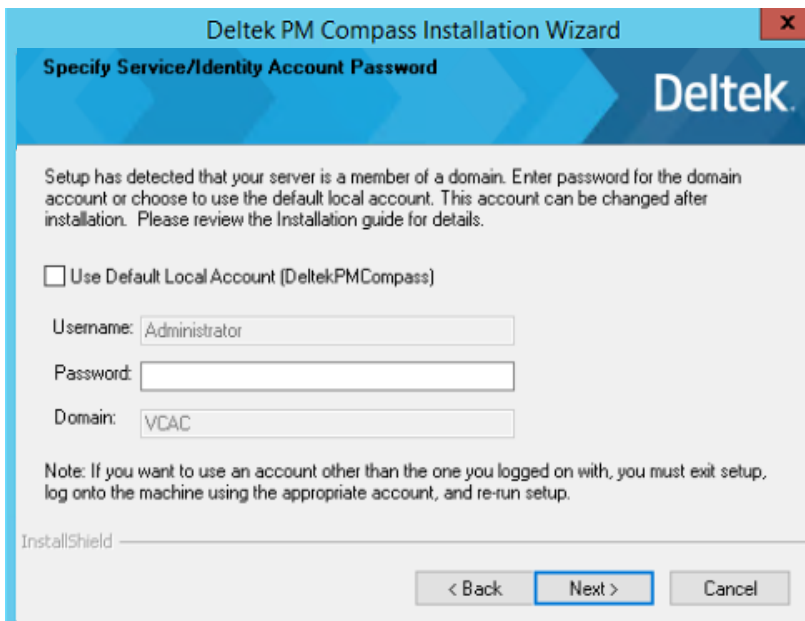 Deltek PM Compass Installation Wizard
x
Specify Service/Identity Account Password
Deltek.
Setup has detected that your server is a member of a domain. Enter password for the domain
account or choose to use the default local account. This account can be changed after
installation. Please review the Installation guide for details.
Use Default Local Account (DeltekPMCompass)
Username: Administrator
Password:
Domain: VCAC
Note: If you want to use an account other than the one you logged on with, you must exit setup,
log onto the machine using the appropriate account, and re-run setup.
InstallShield
< Back Next > Cancel